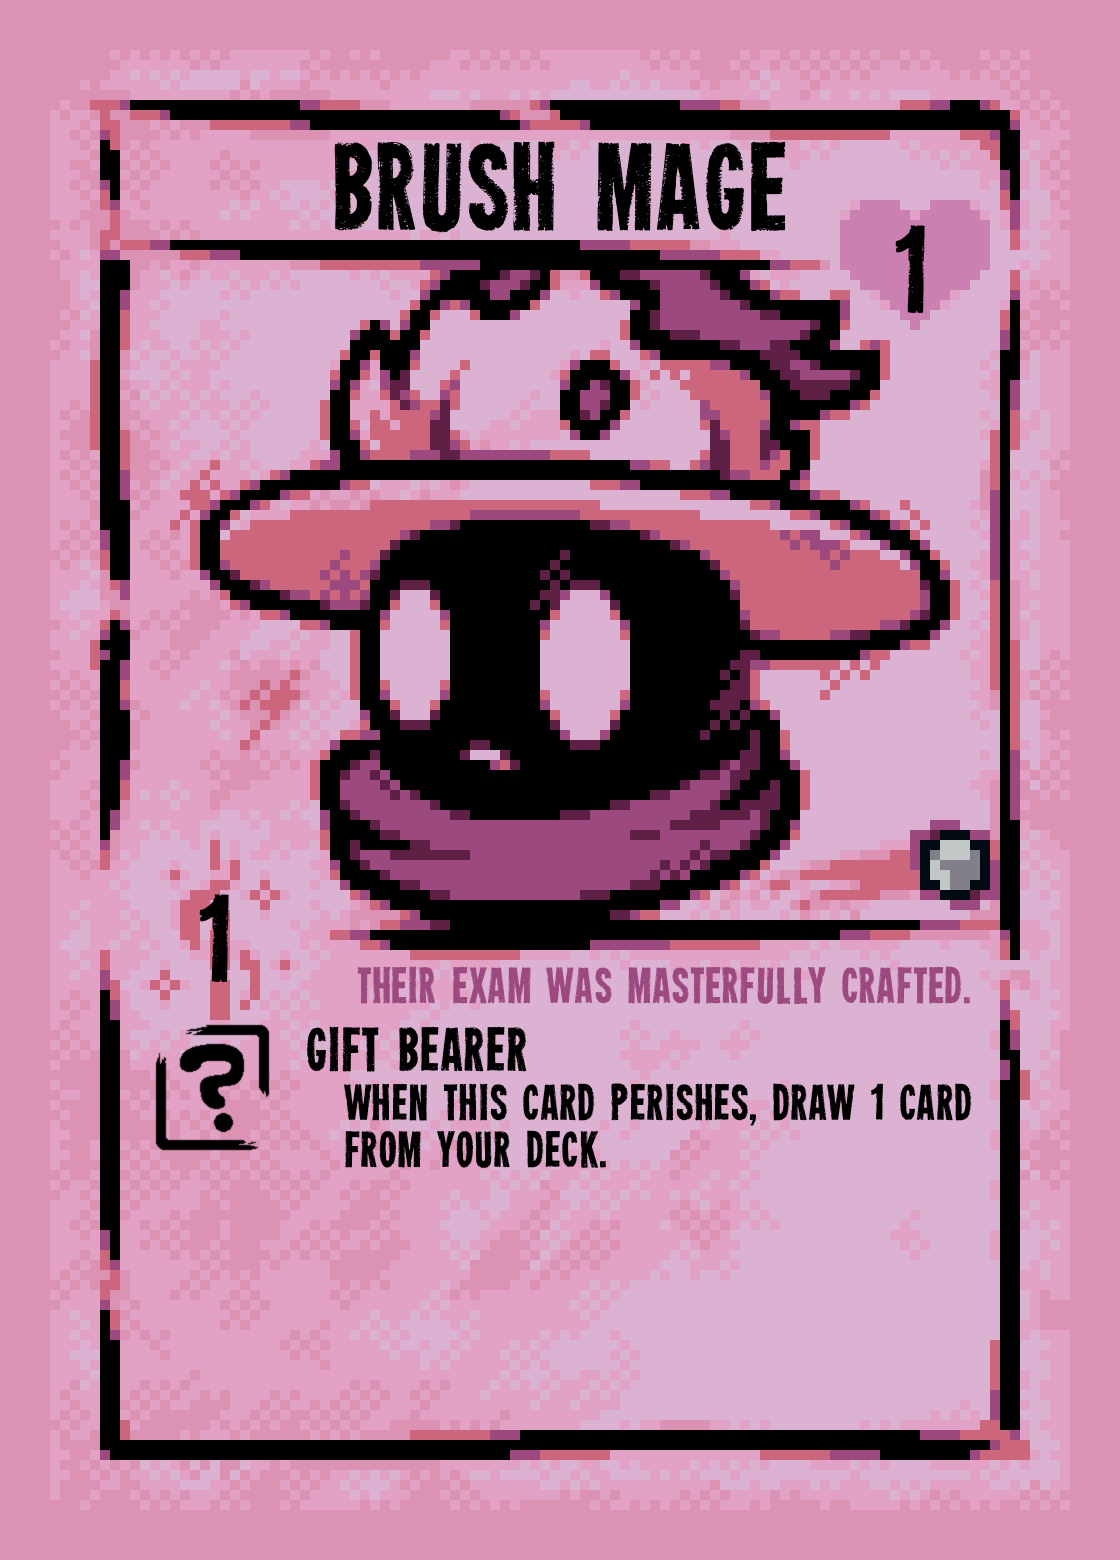 BRUSH MAGE
1
1
THEIR EXAM WAS MASTERFULLY CRAFTED.
?
GIFT BEARER
WHEN THIS CARD PERISHES, DRAW 1 CARD
FROM YOUR DECK.